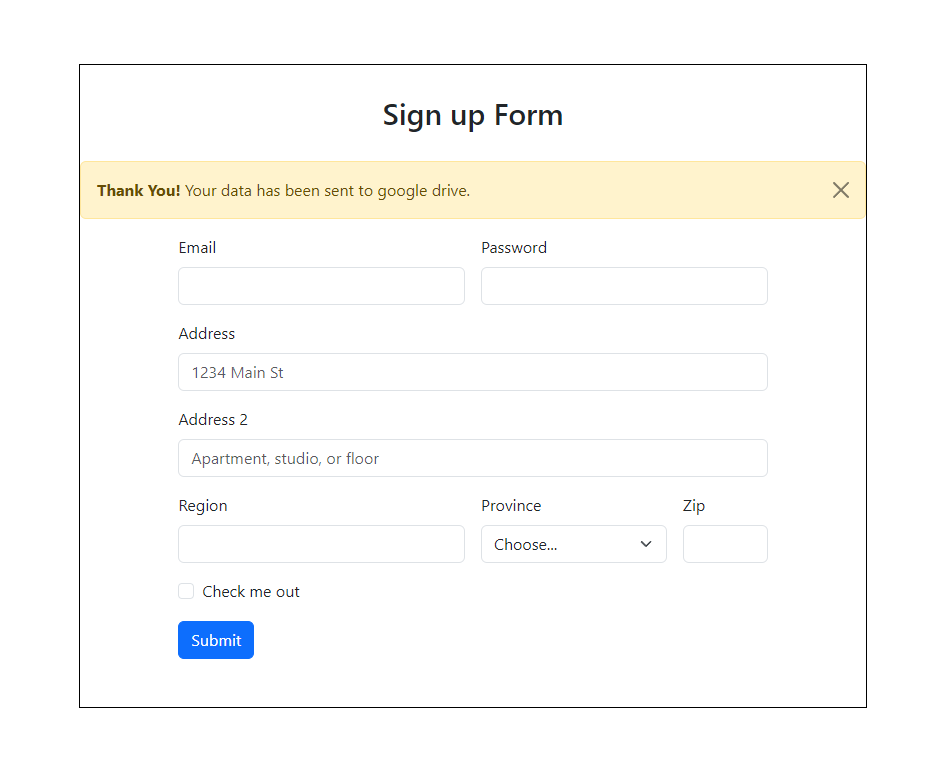 Sign up Form
Thank You! Your data has been sent to google drive.
Email Password
Address
1234 Main St
Address 2
Apartment, studio, or floor
Region Province Zip
Choose...
Check me out
Submit